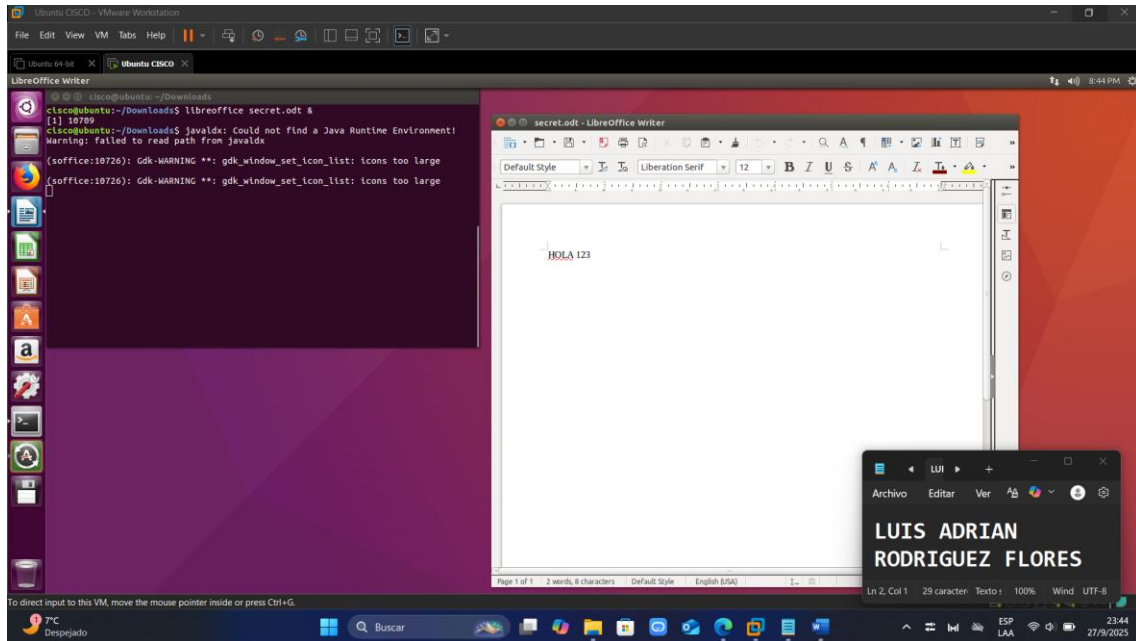 Ubuntu CISCO - VMware Workstation
File Edit View VM Tabs Help
Ubuntu 64-bit Ubuntu CISCO
LibreOffice Writer 8:44 PM
cisco@ubuntu: ~/Downloads
cisco@ubuntu:~/Downloads$ libreoffice secret.odt &
[1] 10709
cisco@ubuntu:~/Downloads$ javaldx: Could not find a Java Runtime Environment!
Warning: failed to read path from javaldx
(soffice:10726): Gdk-WARNING **: gdk_window_set_icon_list: icons too large
(soffice:10726): Gdk-WARNING **: gdk_window_set_icon_list: icons too large
secret.odt - LibreOffice Writer
Default Style Liberation Serif 12
HOLA 123
Page 1 of 1 2 words, 8 characters Default Style English (USA)
LUI
Archivo Editar Ver
LUIS ADRIAN
RODRIGUEZ FLORES
Ln 2, Col 1 29 caracter Texto 100% Wind UTF-8
To direct input to this VM, move the mouse pointer inside or press Ctrl+G.
7°C
Despejado
Buscar
ESP
LAA
23:44
27/9/2025